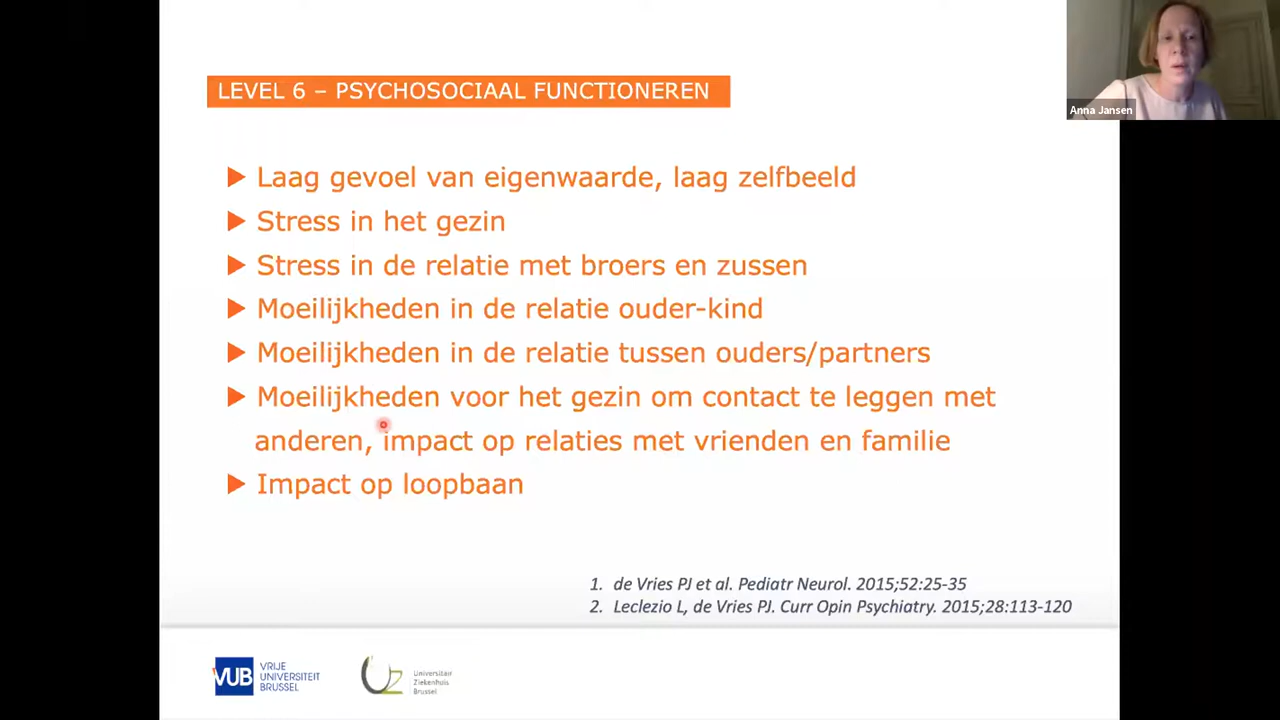 Anna Jansen
LEVEL 6 – PSYCHOSOCIAAL FUNCTIONEREN
Laag gevoel van eigenwaarde, laag zelfbeeld
Stress in het gezin
Stress in de relatie met broers en zussen
Moeilijkheden in de relatie ouder-kind
Moeilijkheden in de relatie tussen ouders/partners
Moeilijkheden voor het gezin om contact te leggen met
anderen, impact op relaties met vrienden en familie
Impact op loopbaan
1. de Vries PJ et al. Pediatr Neurol. 2015;52:25-35
2. Leclezio L, de Vries PJ. Curr Opin Psychiatry. 2015;28:113-120
VUB
VRIJE
UNIVERSITEIT
BRUSSEL
UZ
Universitair
Ziekenhuis
Brussel